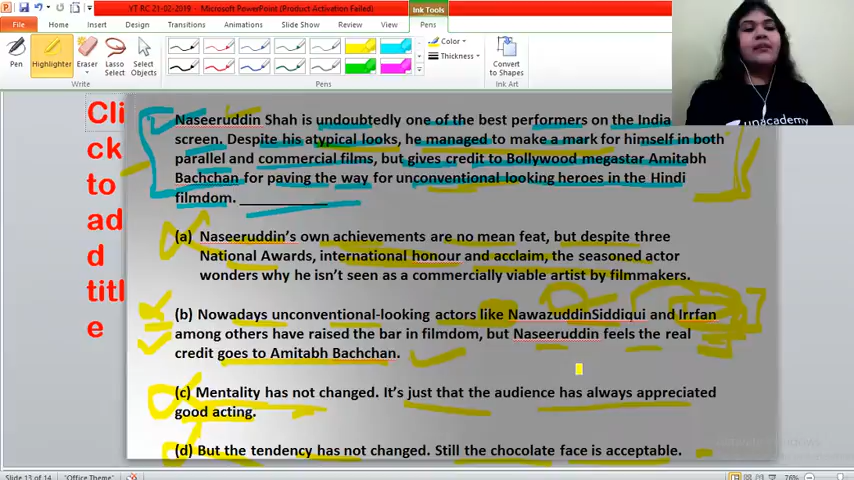 YT RC 21-02-2019 - Microsoft PowerPoint (Product Activation Failed)
Ink Tools
File Home Insert Design Transitions Animations Slide Show Review View Pens
Pen Highlighter Eraser Lasso Select
Select Objects
Color
Thickness
Convert to Shapes
Pens
Ink Art
unacademy
Cli
ck
to
ad
d
titl
e
Naseeruddin Shah is undoubtedly one of the best performers on the India
screen. Despite his atypical looks, he managed to make a mark for himself in both
parallel and commercial films, but gives credit to Bollywood megastar Amitabh
Bachchan for paving the way for unconventional looking heroes in the Hindi
filmdom. ____________
(a) Naseeruddin's own achievements are no mean feat, but despite three
National Awards, international honour and acclaim, the seasoned actor
wonders why he isn't seen as a commercially viable artist by filmmakers.
(b) Nowadays unconventional-looking actors like NawazuddinSiddiqui and Irrfan
among others have raised the bar in filmdom, but Naseeruddin feels the real
credit goes to Amitabh Bachchan.
(c) Mentality has not changed. It's just that the audience has always appreciated
good acting.
(d) But the tendency has not changed. Still the chocolate face is acceptable.
Activate Windows
Slide 13 of 14 "Office Theme" 76%